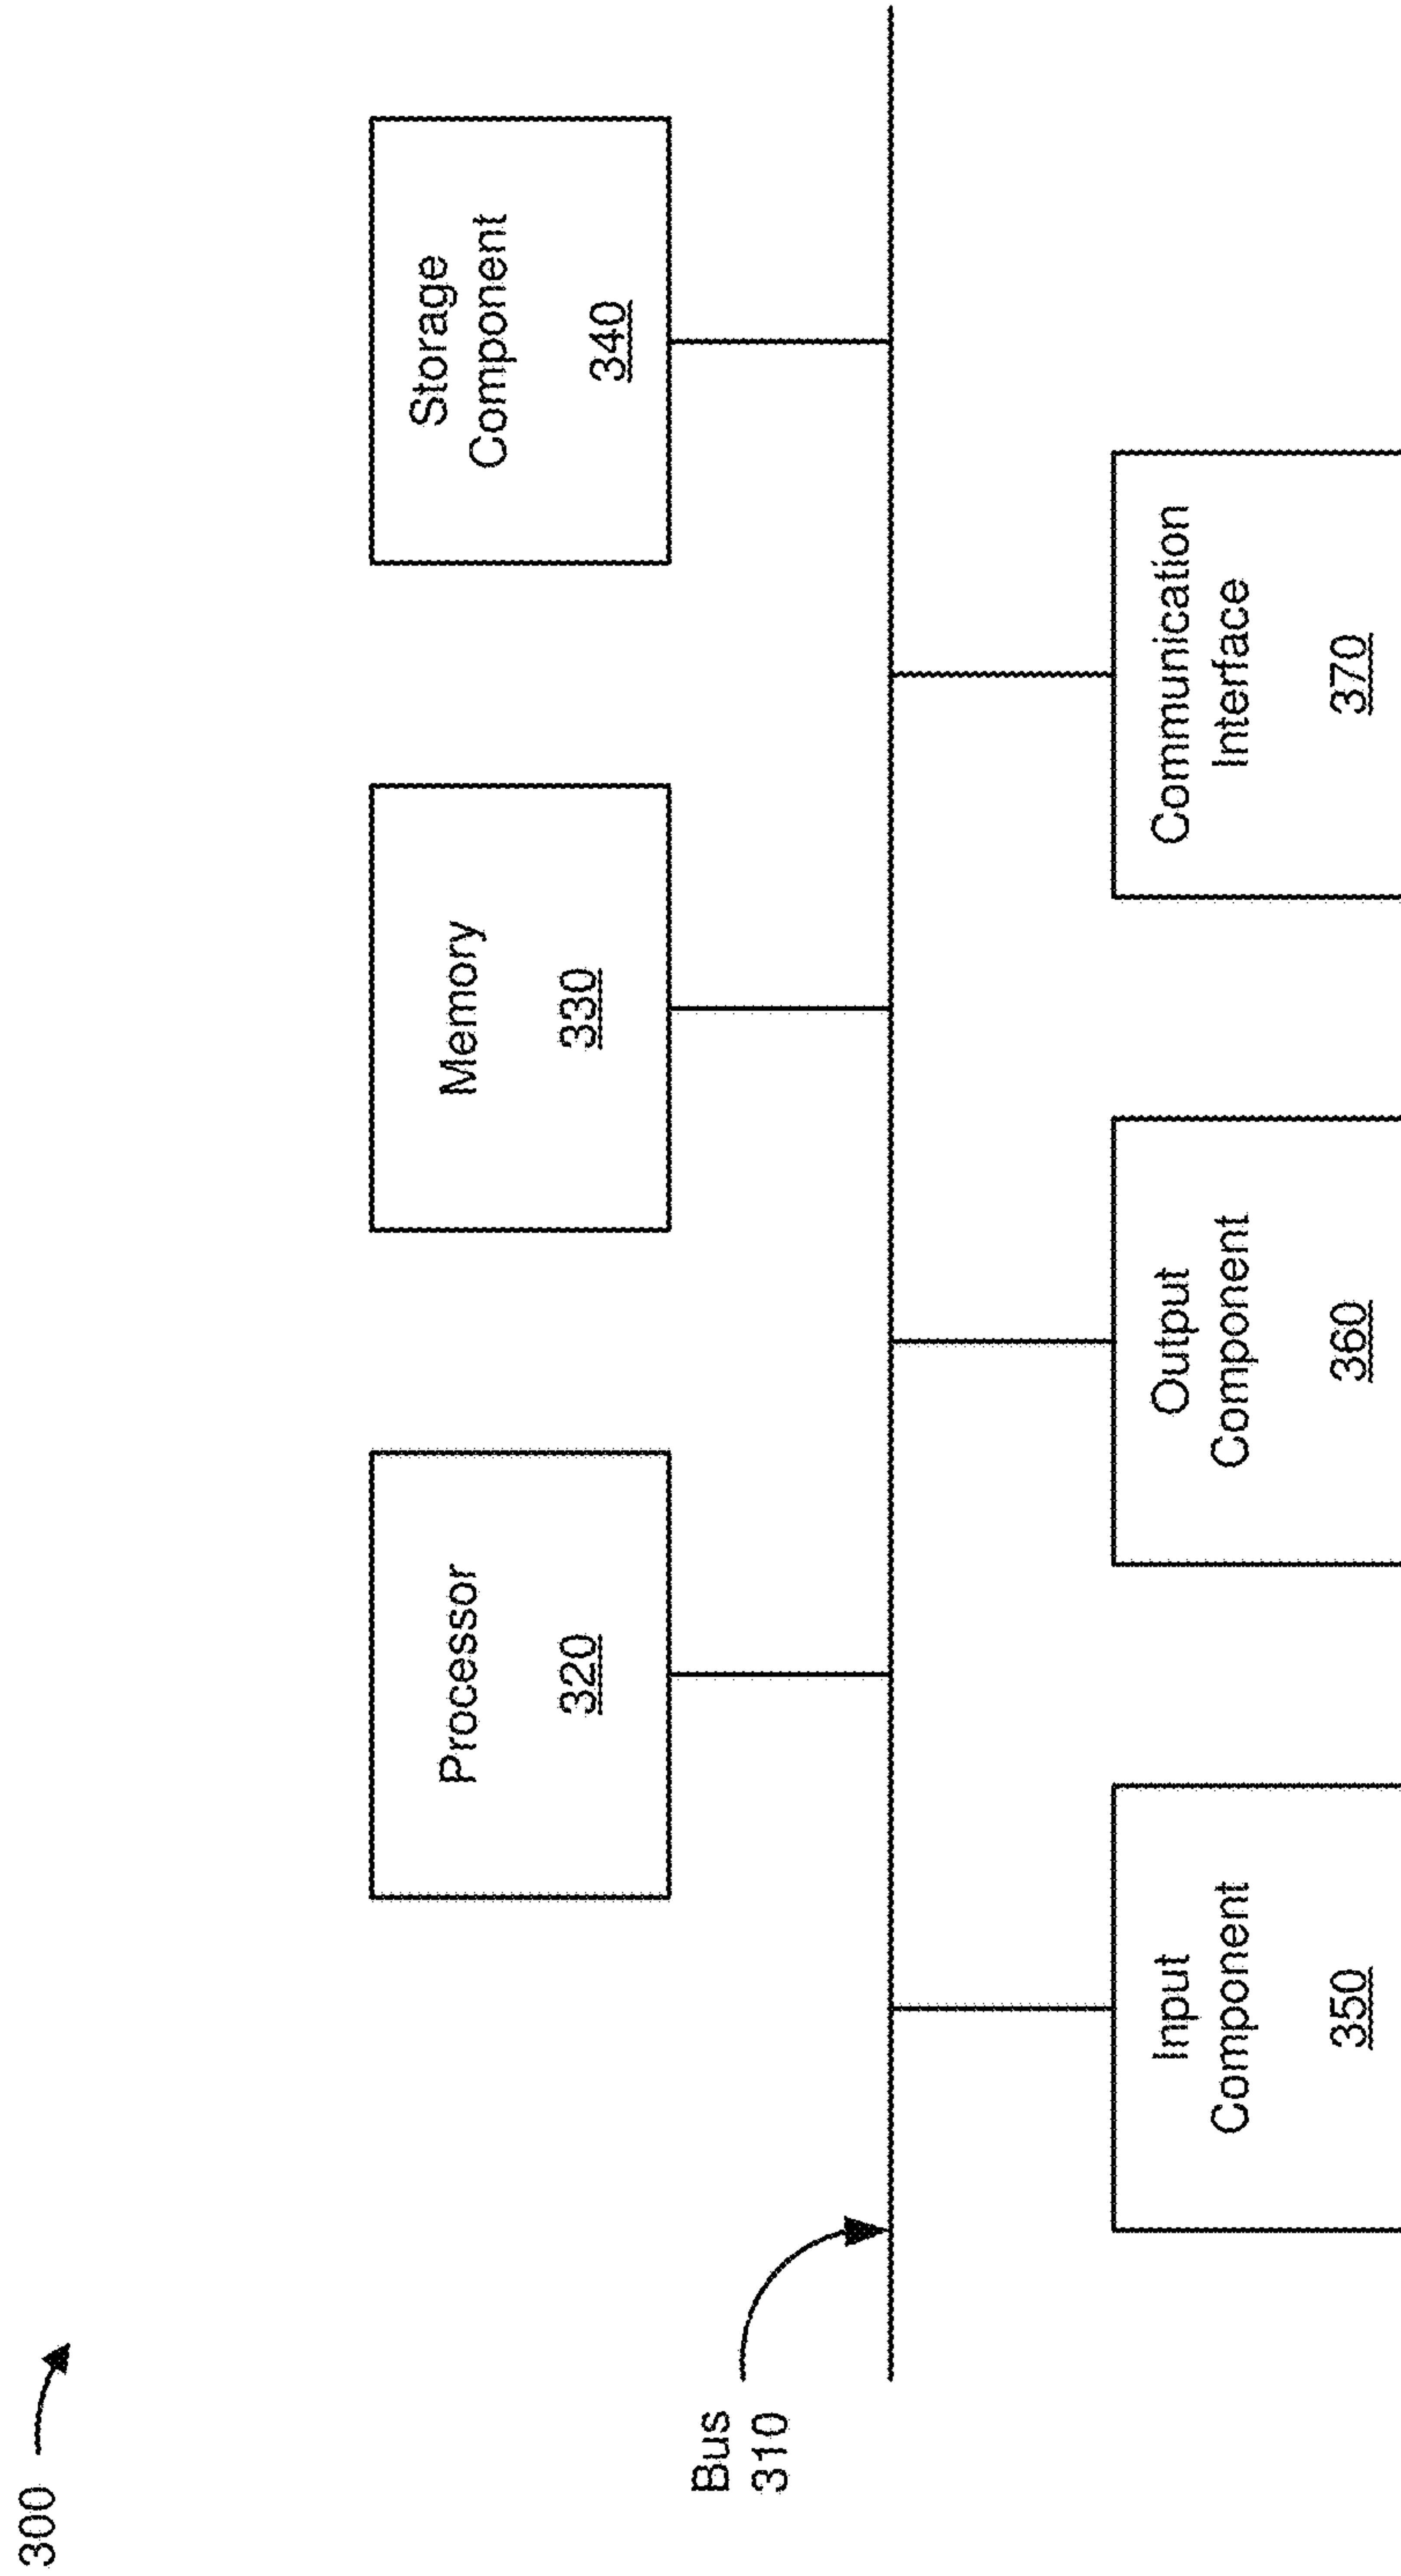 300
Processor
320
Memory
330
Storage
Component
340
Bus
310
Input
Component
350
Output
Component
360
Communication
Interface
370